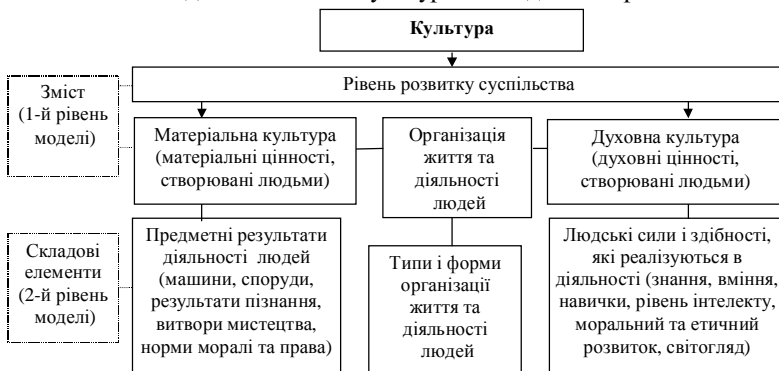 Культура
Рівень розвитку суспільства
Зміст
(1-й рівень
моделі)
Матеріальна культура
(матеріальні цінності,
створювані людьми)
Організація
життя та
діяльності
людей
Духовна культура
(духовні цінності,
створювані людьми)
Складові
елементи
(2-й рівень
моделі)
Предметні результати
діяльності людей
(машини, споруди,
результати пізнання,
витвори мистецтва,
норми моралі та права)
Типи і форми
організації
життя та
діяльності
людей
Людські сили і здібності,
які реалізуються в
діяльності (знання, вміння,
навички, рівень інтелекту,
моральний та етичний
розвиток, світогляд)